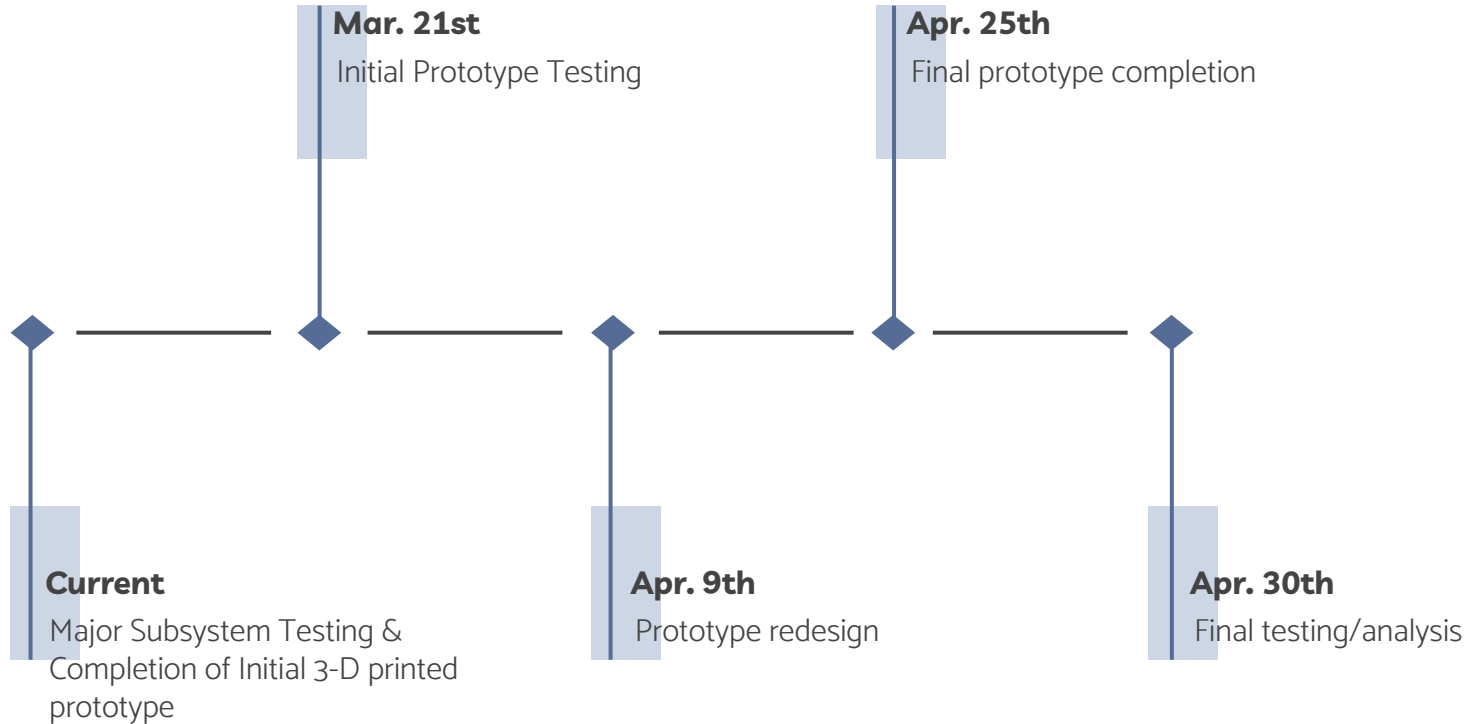 Mar. 21st
Initial Prototype Testing
Apr. 25th
Final prototype completion
Current
Major Subsystem Testing &
Completion of Initial 3-D printed
prototype
Apr. 9th
Prototype redesign
Apr. 30th
Final testing/analysis